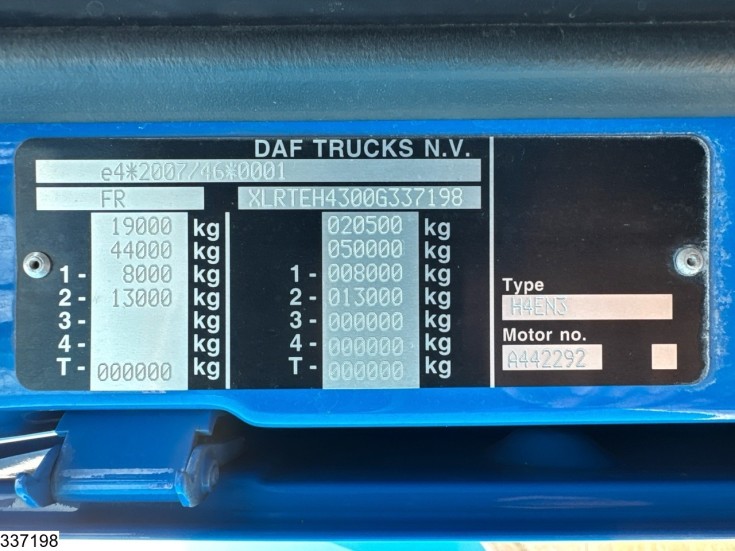 DAF TRUCKS N.V.
e4*2007/46*0001
FR XLRTEH4300G337198
19000 kg 020500 kg
44000 kg 050000 kg
1- 8000 kg 1- 008000 kg
2- 13000 kg 2- 013000 kg
3- kg 3- 000000 kg
4- kg 4- 000000 kg
T- 000000 kg T- 000000 kg
Type
H4EN3
Motor no.
A442292
337198